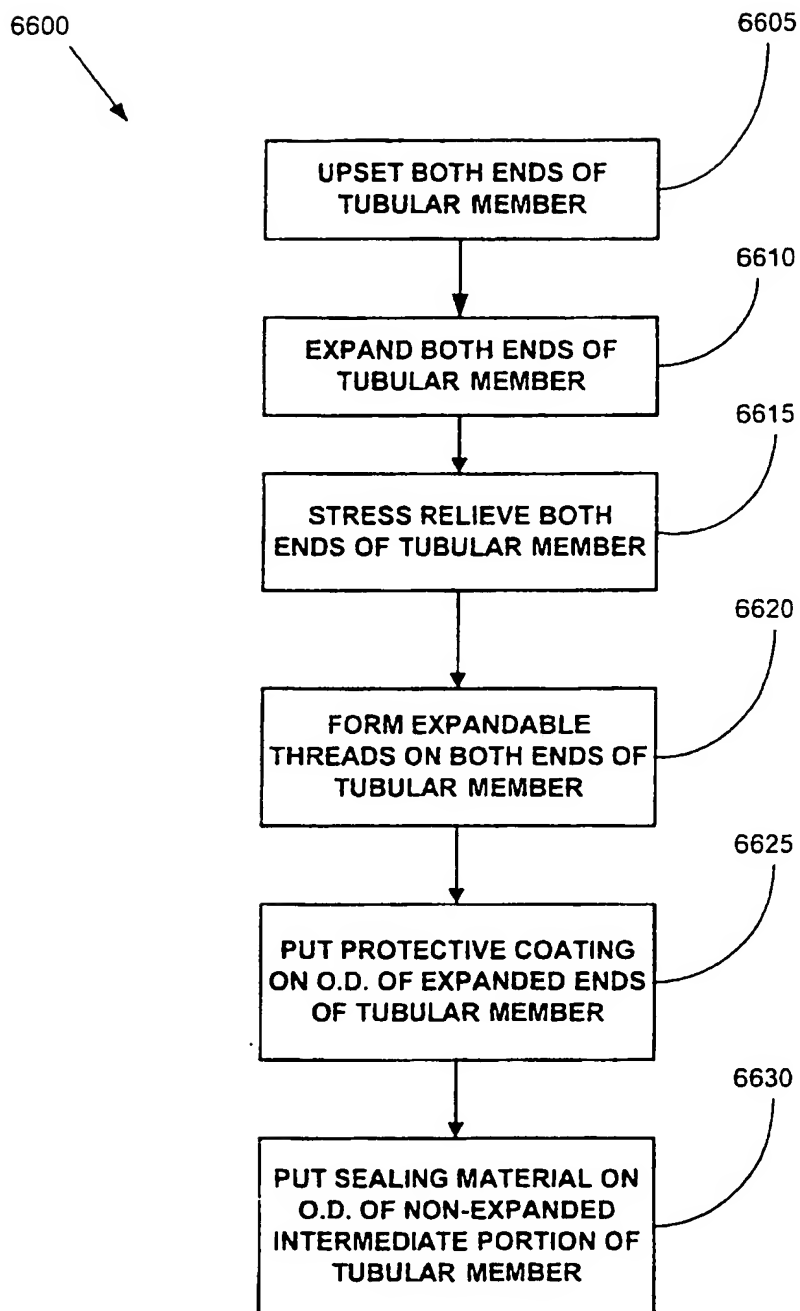 6600
6605
UPSET BOTH ENDS OF
TUBULAR MEMBER
6610
EXPAND BOTH ENDS OF
TUBULAR MEMBER
6615
STRESS RELIEVE BOTH
ENDS OF TUBULAR MEMBER
6620
FORM EXPANDABLE
THREADS ON BOTH ENDS OF
TUBULAR MEMBER
6625
PUT PROTECTIVE COATING
ON O.D. OF EXPANDED ENDS
OF TUBULAR MEMBER
6630
PUT SEALING MATERIAL ON
O.D. OF NON-EXPANDED
INTERMEDIATE PORTION OF
TUBULAR MEMBER